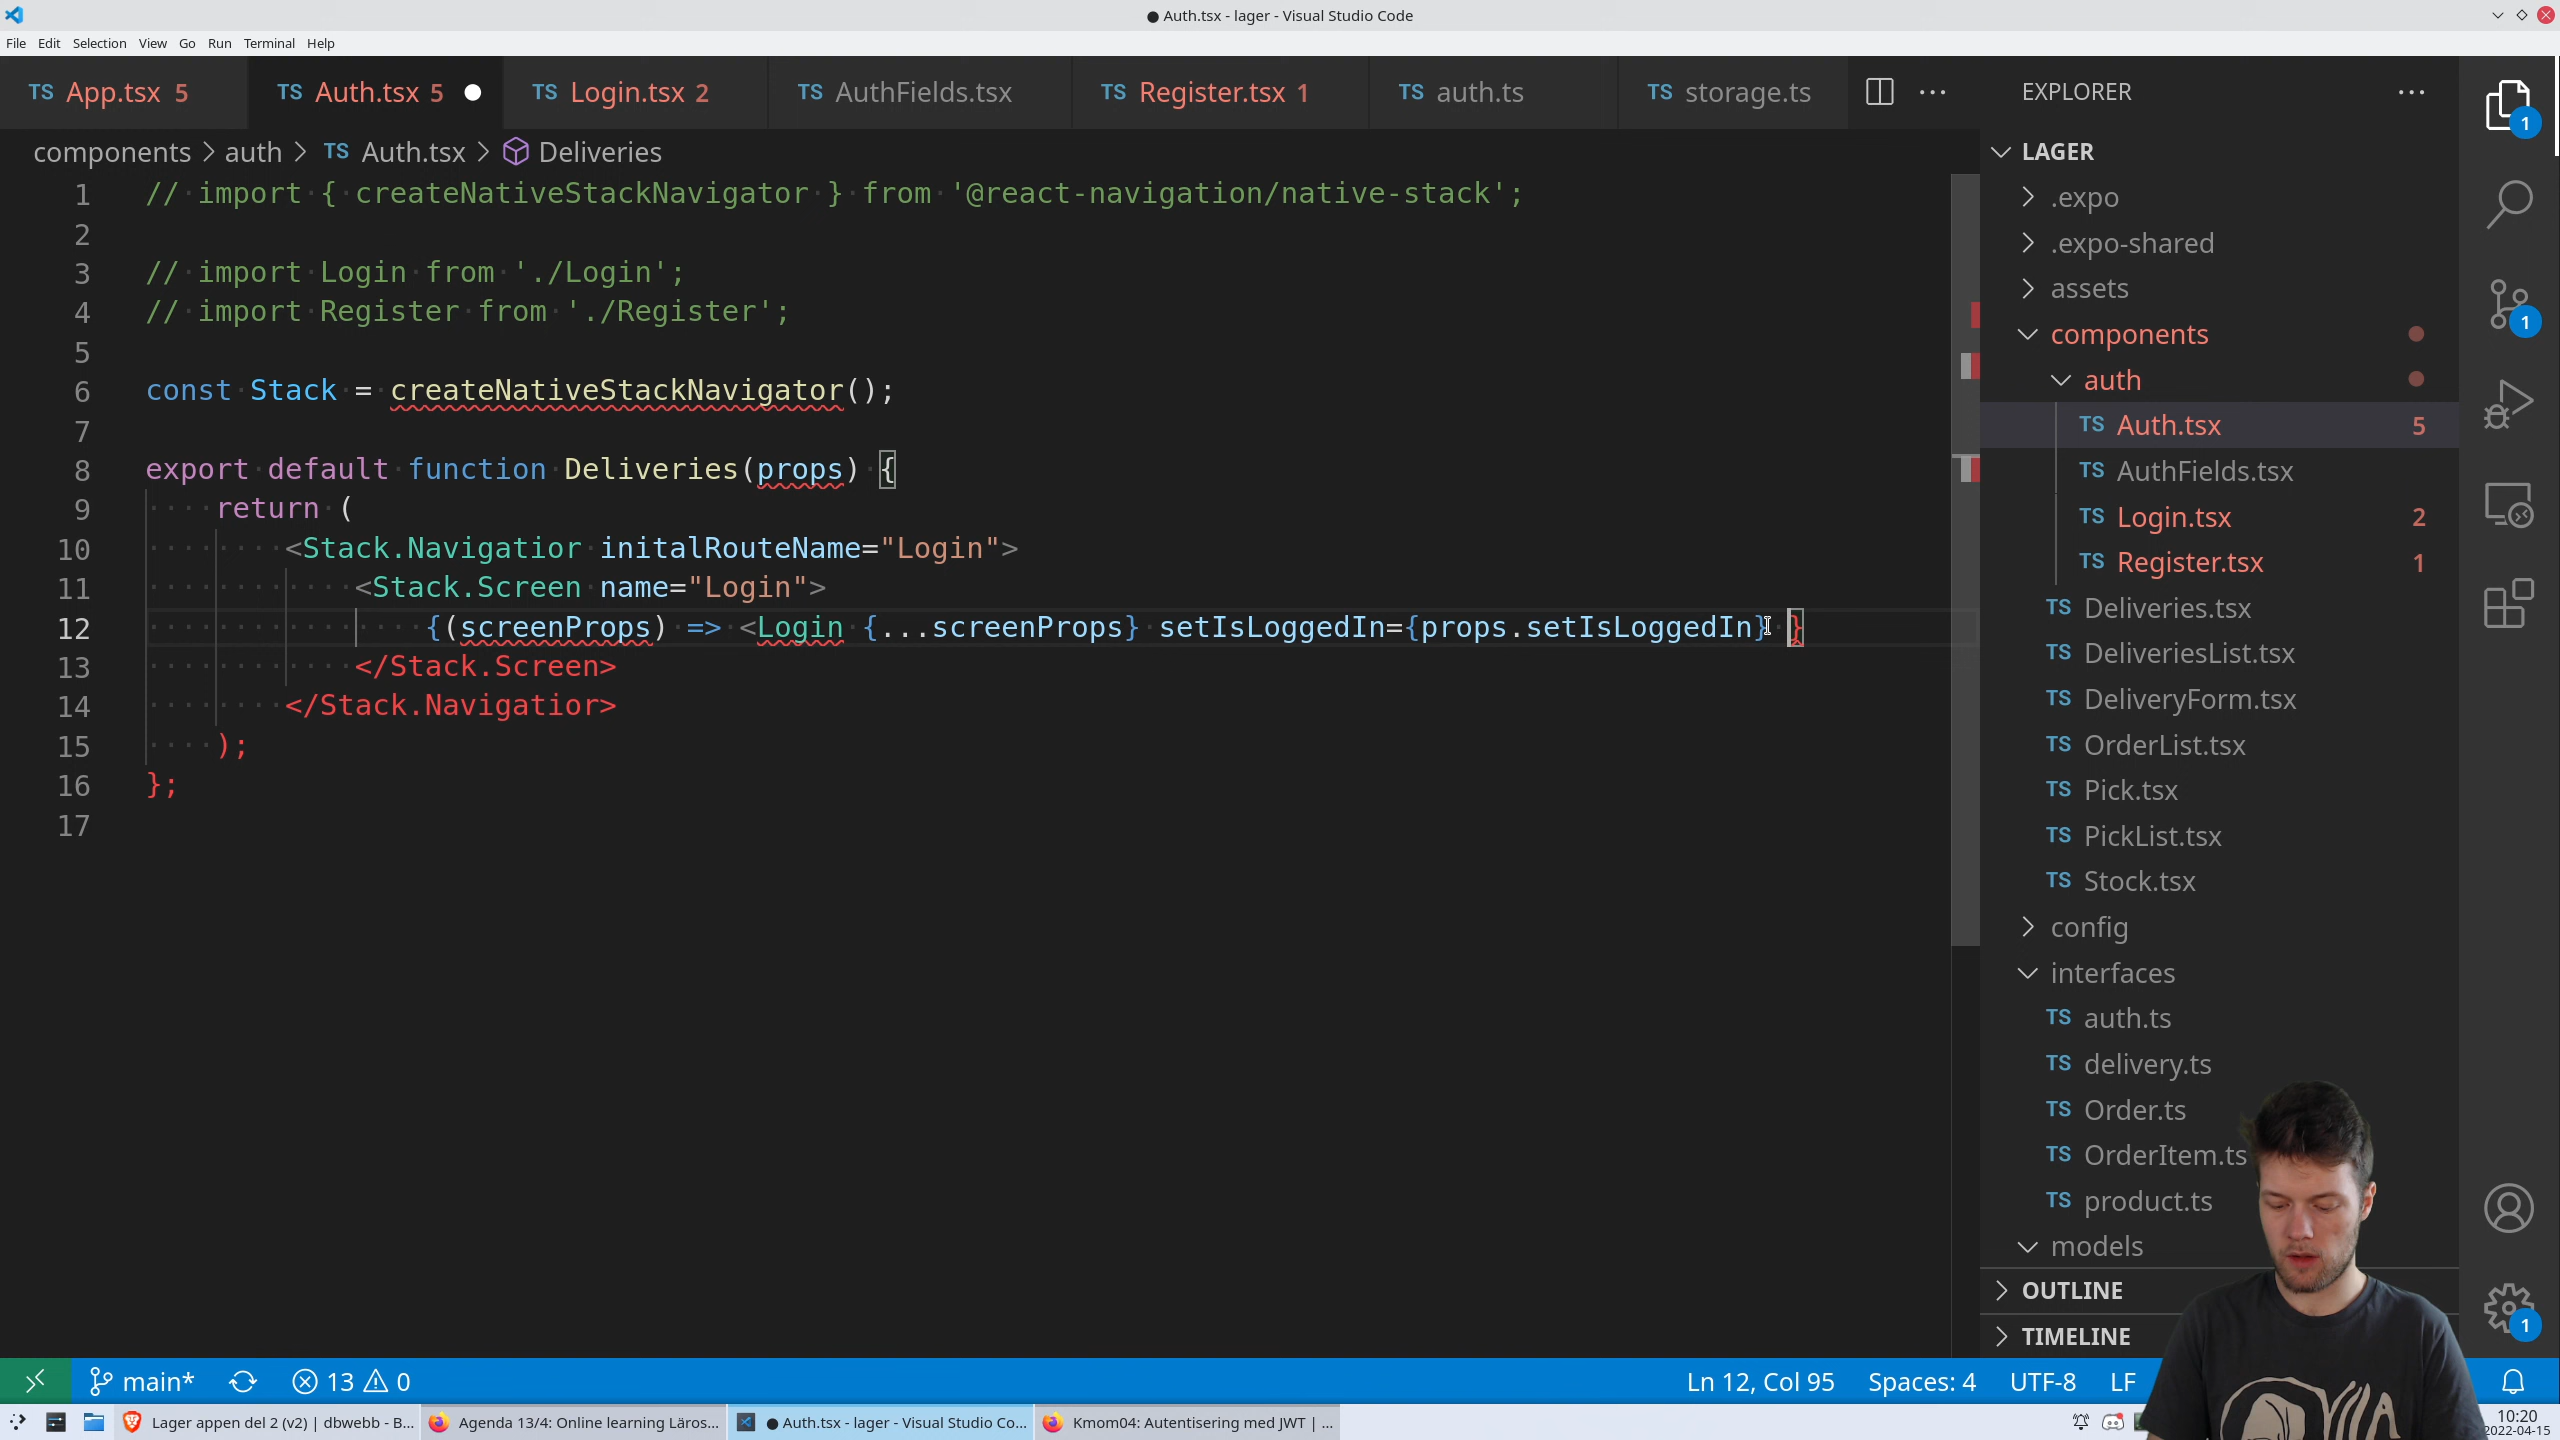 Auth.tsx - lager - Visual Studio Code
File Edit Selection View Go Run Terminal Help
TS App.tsx 5 TS Auth.tsx 5 TS Login.tsx 2 TS AuthFields.tsx TS Register.tsx 1 TS auth.ts TS storage.ts
components > auth > TS Auth.tsx > Deliveries
1 // import { createNativeStackNavigator } from '@react-navigation/native-stack';
2
3 // import Login from './Login';
4 // import Register from './Register';
5
6 const Stack = createNativeStackNavigator();
7
8 export default function Deliveries(props) {
9 return (
10 <Stack.Navigatior initalRouteName="Login">
11 <Stack.Screen name="Login">
12 {(screenProps) => <Login {...screenProps} setIsLoggedIn={props.setIsLoggedIn} }
13 </Stack.Screen>
14 </Stack.Navigatior>
15 );
16 };
17
EXPLORER
LAGER
.expo
.expo-shared
assets
components
auth
TS Auth.tsx 5
TS AuthFields.tsx
TS Login.tsx 2
TS Register.tsx 1
TS Deliveries.tsx
TS DeliveriesList.tsx
TS DeliveryForm.tsx
TS OrderList.tsx
TS Pick.tsx
TS PickList.tsx
TS Stock.tsx
config
interfaces
TS auth.ts
TS delivery.ts
TS Order.ts
TS OrderItem.ts
TS product.ts
models
OUTLINE
TIMELINE
1
1
1
main* 13 0 Ln 12, Col 95 Spaces: 4 UTF-8 LF
Lager appen del 2 (v2) | dbwebb - B... Agenda 13/4: Online learning Läros... Auth.tsx - lager - Visual Studio Co... Kmom04: Autentisering med JWT | ...
10:20
2022-04-15